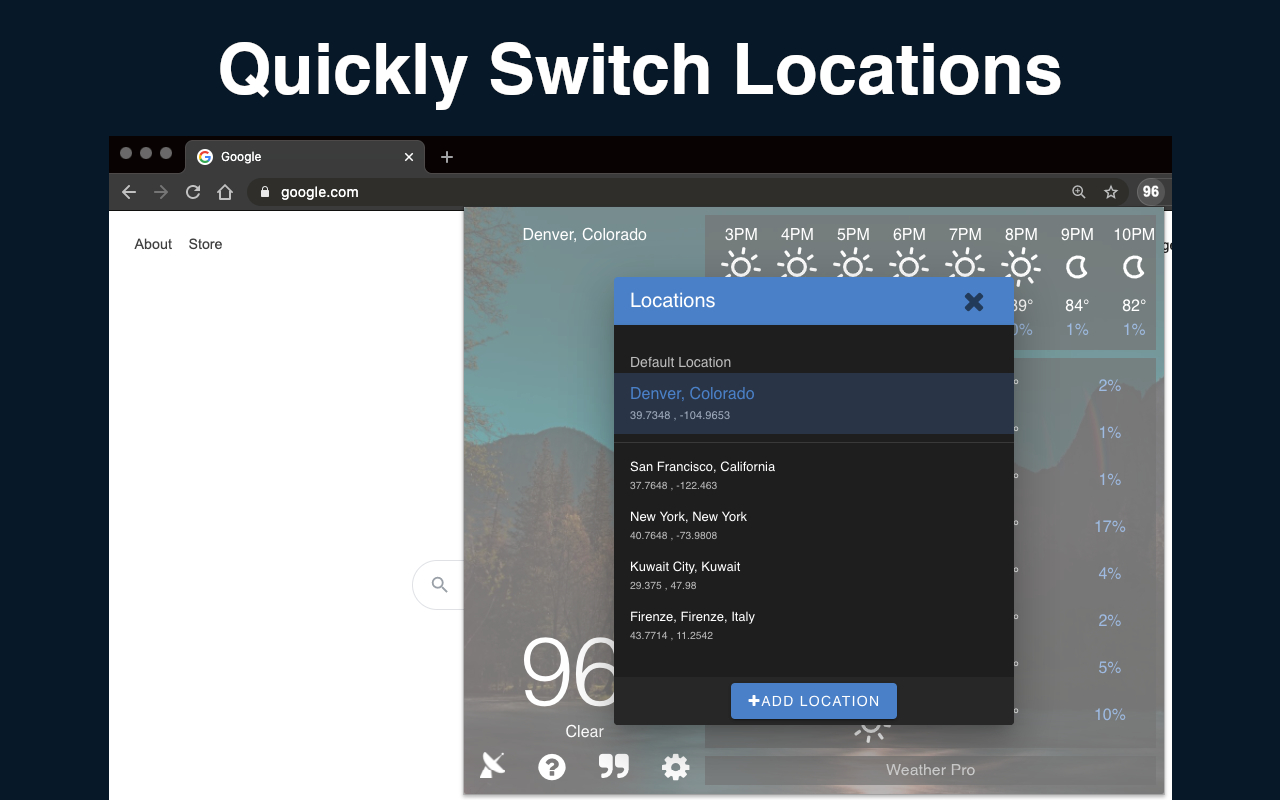 Quickly Switch Locations
Google
google.com
96
About Store
Denver, Colorado
3PM 4PM 5PM 6PM 7PM 8PM 9PM 10PM
84° 82°
1% 1%
Locations
Default Location
Denver, Colorado
39.7348 , -104.9653
San Francisco, California
37.7648 , -122.463
New York, New York
40.7648 , -73.9808
Kuwait City, Kuwait
29.375 , 47.98
Firenze, Firenze, Italy
43.7714 , 11.2542
+ADD LOCATION
2%
1%
1%
17%
4%
2%
5%
10%
96
Clear
Weather Pro